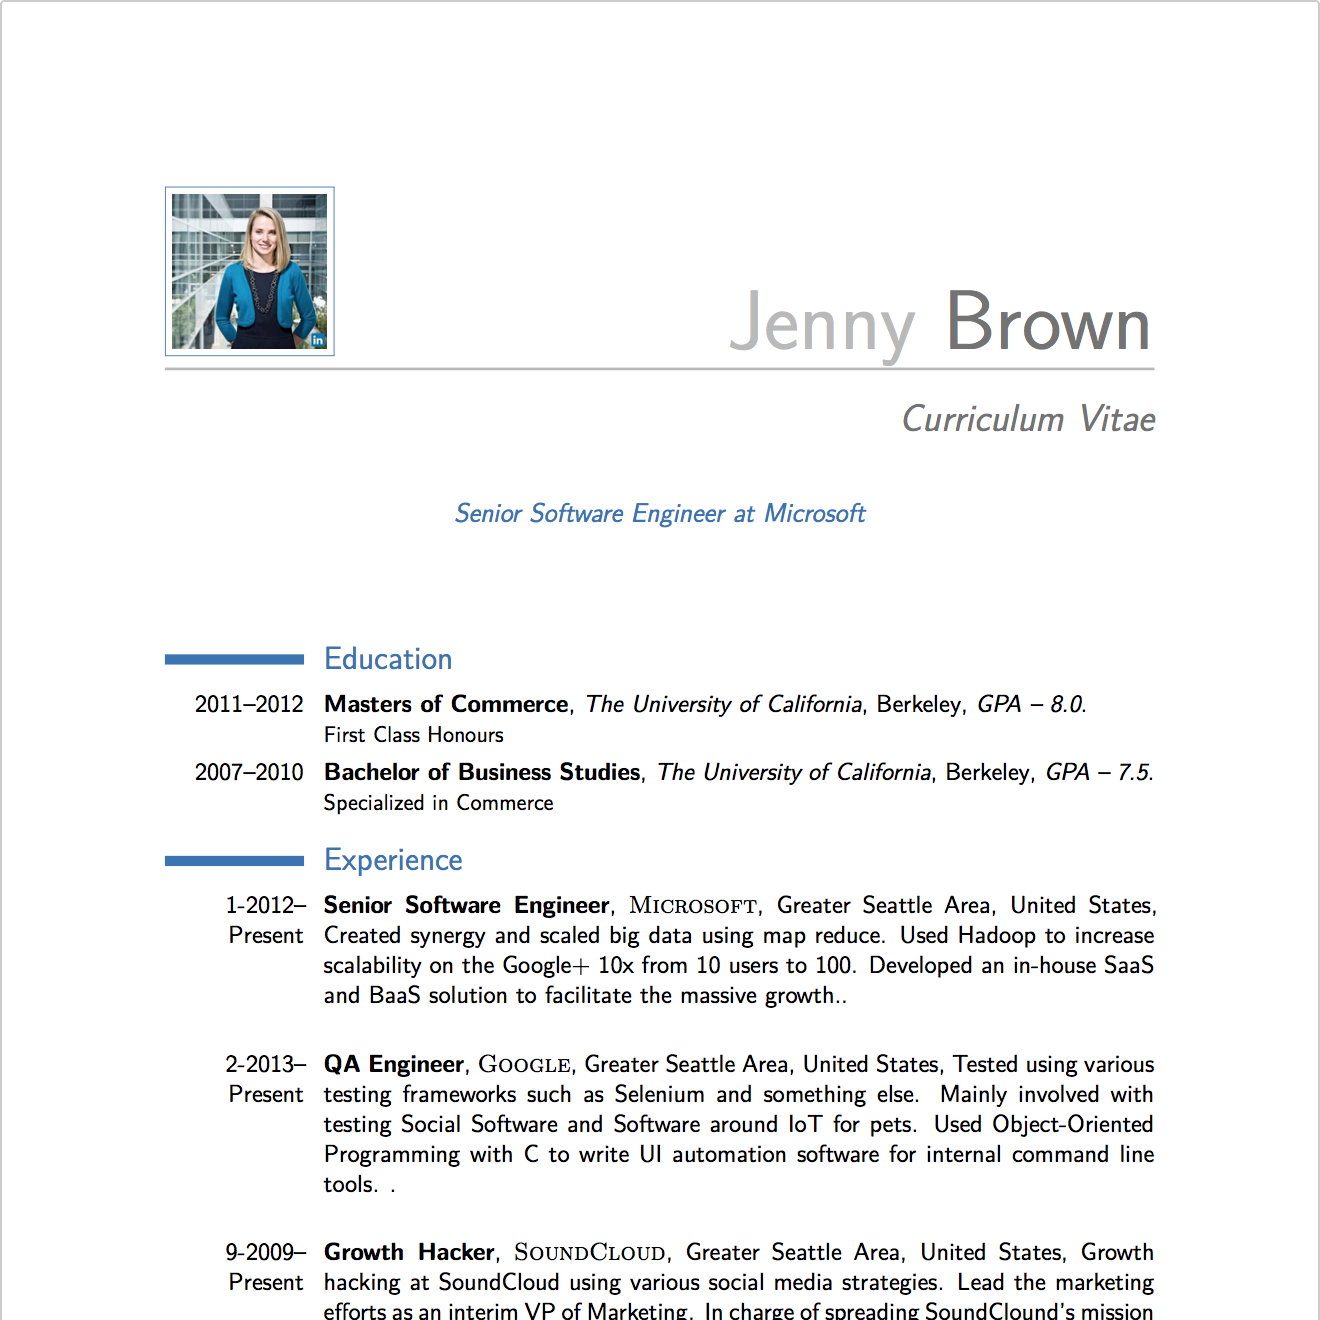 in
Jenny Brown
Curriculum Vitae
Senior Software Engineer at Microsoft
Education
2011–2012 Masters of Commerce, The University of California, Berkeley, GPA – 8.0.
First Class Honours
2007–2010 Bachelor of Business Studies, The University of California, Berkeley, GPA – 7.5.
Specialized in Commerce
Experience
1-2012– Senior Software Engineer, Microsoft, Greater Seattle Area, United States,
Present Created synergy and scaled big data using map reduce. Used Hadoop to increase
scalability on the Google+ 10x from 10 users to 100. Developed an in-house SaaS
and BaaS solution to facilitate the massive growth..
2-2013– QA Engineer, Google, Greater Seattle Area, United States, Tested using various
Present testing frameworks such as Selenium and something else. Mainly involved with
testing Social Software and Software around IoT for pets. Used Object-Oriented
Programming with C to write UI automation software for internal command line
tools. .
9-2009– Growth Hacker, SoundCloud, Greater Seattle Area, United States, Growth
Present hacking at SoundCloud using various social media strategies. Lead the marketing
efforts as an interim VP of Marketing. In charge of spreading SoundClound's mission